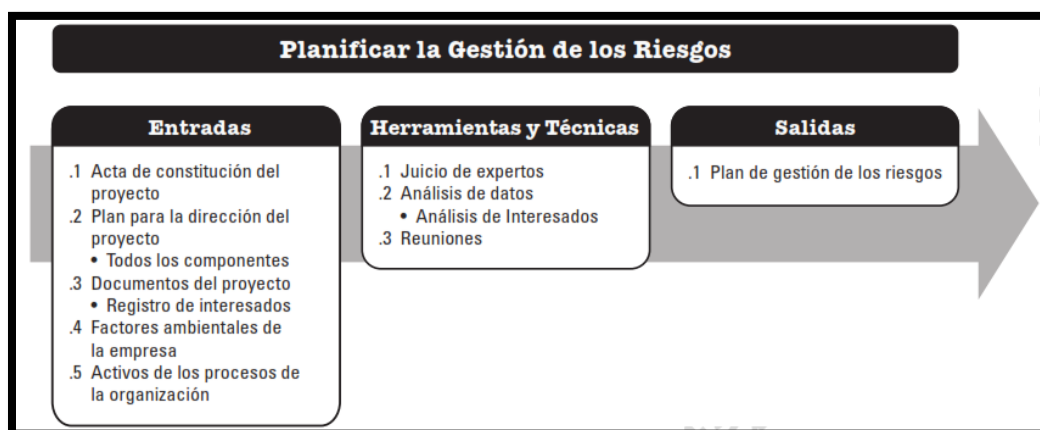 Planificar la Gestión de los Riesgos
Entradas
.1 Acta de constitución del
proyecto
.2 Plan para la dirección del
proyecto
• Todos los componentes
.3 Documentos del proyecto
• Registro de interesados
.4 Factores ambientales de
la empresa
.5 Activos de los procesos de
la organización
Herramientas y Técnicas
.1 Juicio de expertos
.2 Análisis de datos
• Análisis de Interesados
.3 Reuniones
Salidas
.1 Plan de gestión de los riesgos